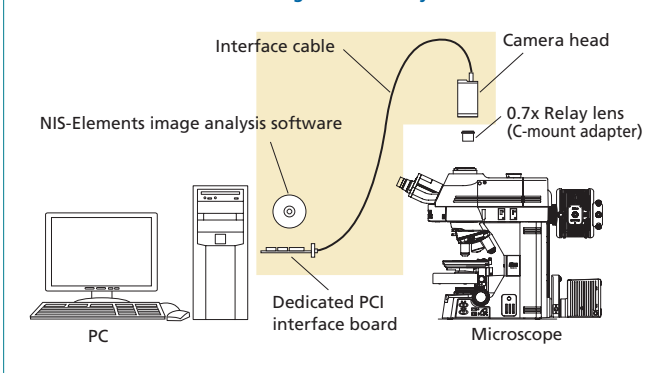 Interface cable
Camera head
0.7x Relay lens
(C-mount adapter)
NIS-Elements image analysis software
Dedicated PCI
interface board
PC
Microscope